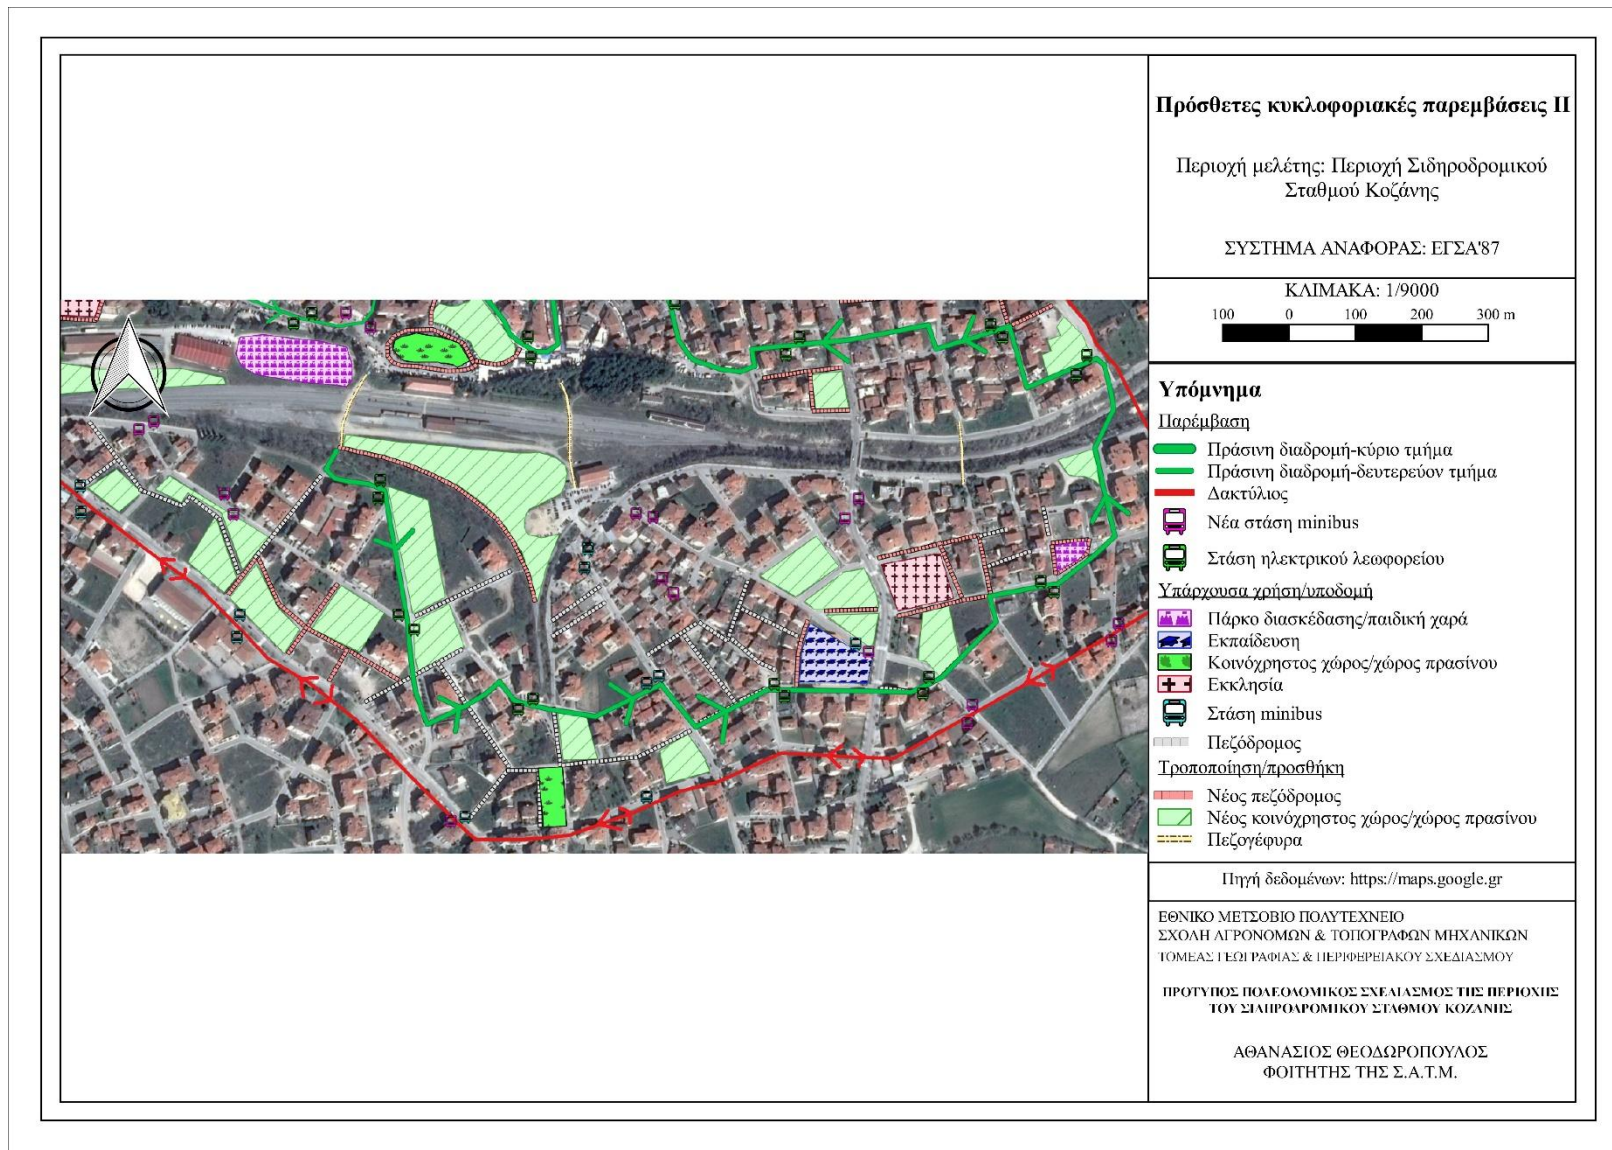 Πρόσθετες κυκλοφοριακές παρεμβάσεις ΙΙ
Περιοχή μελέτης: Περιοχή Σιδηροδρομικού
Σταθμού Κοζάνης
ΣΥΣΤΗΜΑ ΑΝΑΦΟΡΑΣ: ΕΓΣΑ'87
ΚΛΙΜΑΚΑ: 1/9000
100 0 100 200 300 m
Υπόμνημα
Παρέμβαση
Πράσινη διαδρομή-κύριο τμήμα
Πράσινη διαδρομή-δευτερεύον τμήμα
Δακτύλιος
Νέα στάση minibus
Στάση ηλεκτρικού λεωφορείου
Υπάρχουσα χρήση/υποδομή
Πάρκο διασκέδασης/παιδική χαρά
Εκπαίδευση
Κοινόχρηστος χώρος/χώρος πρασίνου
Εκκλησία
Στάση minibus
Πεζόδρομος
Τροποποίηση/προσθήκη
Νέος πεζόδρομος
Νέος κοινόχρηστος χώρος/χώρος πρασίνου
Πεζογέφυρα
Πηγή δεδομένων: https://maps.google.gr
ΕΘΝΙΚΟ ΜΕΤΣΟΒΙΟ ΠΟΛΥΤΕΧΝΕΙΟ
ΣΧΟΛΗ ΑΓΡΟΝΟΜΩΝ & ΤΟΠΟΓΡΑΦΩΝ ΜΗΧΑΝΙΚΩΝ
ΤΟΜΕΑΣ ΓΕΩΓΡΑΦΙΑΣ & ΠΕΡΙΦΕΡΕΙΑΚΟΥ ΣΧΕΔΙΑΣΜΟΥ
ΠΡΟΤΥΠΟΣ ΠΟΛΕΟΔΟΜΙΚΟΣ ΣΧΕΔΙΑΣΜΟΣ ΤΗΣ ΠΕΡΙΟΧΗΣ
ΤΟΥ ΣΙΔΗΡΟΔΡΟΜΙΚΟΥ ΣΤΑΘΜΟΥ ΚΟΖΑΝΗΣ
ΑΘΑΝΑΣΙΟΣ ΘΕΟΔΩΡΟΠΟΥΛΟΣ
ΦΟΙΤΗΤΗΣ ΤΗΣ Σ.Α.Τ.Μ.